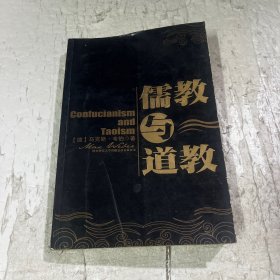 儒教
与
道教
Confucianism
and
Taoism
【德】马克斯·韦伯 著
Max Weber